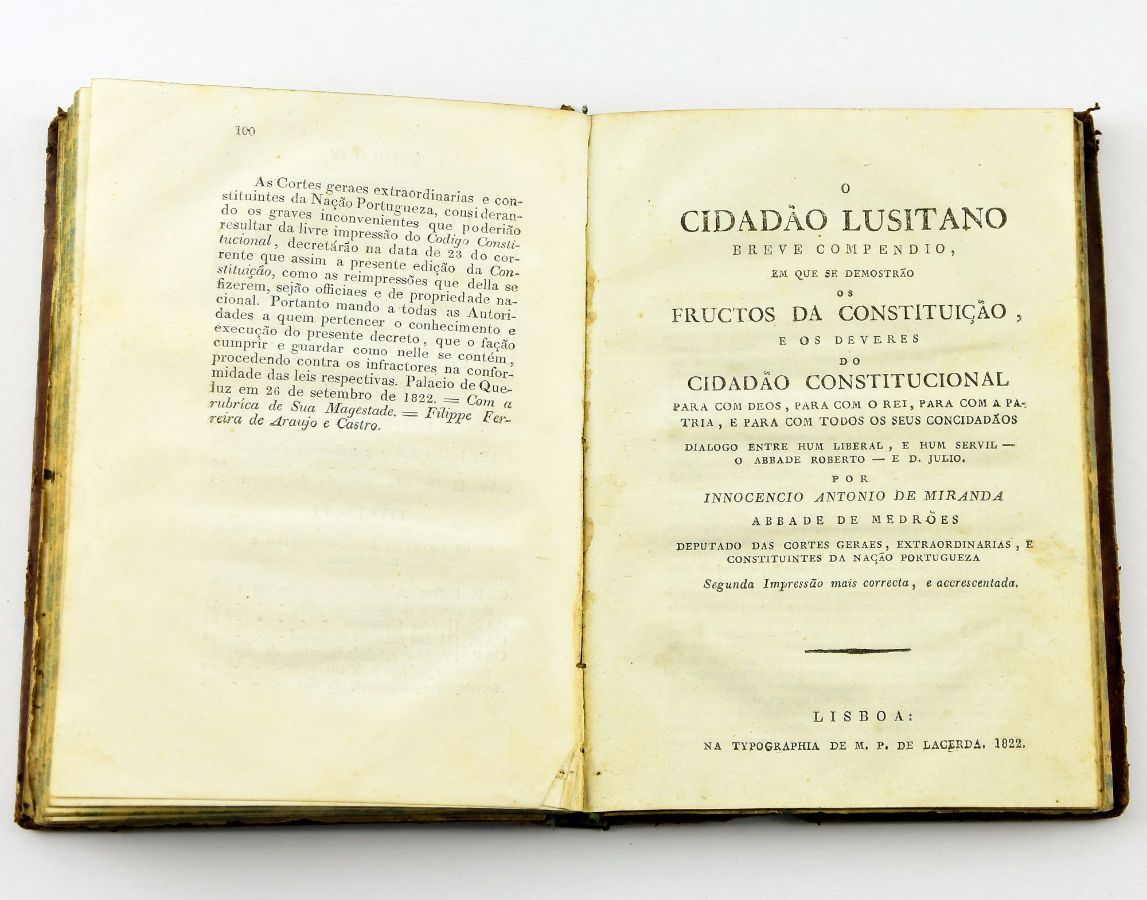 100
As Cortes geraes extraordinarias e con-
stituintes da Nação Portugueza, consideran-
do os graves inconvenientes que poderião
resultar da livre impressão do Codigo Consti-
tucional, decretárão na data de 23 do cor-
rente que assim a presente edição da Con-
stituição, como as reimpressões que della se
fizerem, sejão officiaes e de propriedade na-
cional. Portanto mando a todas as Autori-
dades a quem pertencer o conhecimento e
execução do presente decreto, que o fação
cumprir e guardar como nelle se contém,
procedendo contra os infractores na confor-
midade das leis respectivas. Palacio de Que-
luz em 26 de setembro de 1822. = Com a
rubrica de Sua Magestade. = Filippe Fer-
reira de Araujo e Castro.
O
CIDADÃO LUSITANO
BREVE COMPENDIO,
EM QUE SE DEMOSTRÃO
OS
FRUCTOS DA CONSTITUIÇÃO,
E OS DEVERES
DO
CIDADÃO CONSTITUCIONAL
PARA COM DEOS, PARA COM O REI, PARA COM A PA-
TRIA, E PARA COM TODOS OS SEUS CONCIDADÃOS
DIALOGO ENTRE HUM LIBERAL, E HUM SERVIL —
O ABBADE ROBERTO — E D. JULIO.
POR
INNOCENCIO ANTONIO DE MIRANDA
ABBADE DE MEDRÕES
DEPUTADO DAS CORTES GERAES, EXTRAORDINARIAS, E
CONSTITUINTES DA NAÇÃO PORTUGUEZA
Segunda Impressão mais correcta, e accrescentada.
LISBOA:
NA TYPOGRAPHIA DE M. P. DE LACERDA. 1822.